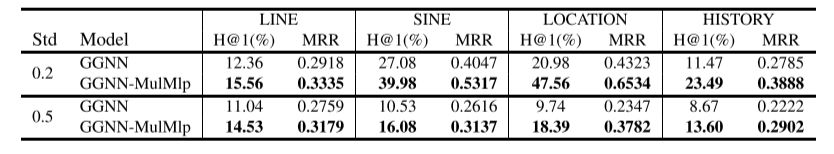 LINE SINE LOCATION HISTORY
Std Model H@1(%) MRR H@1(%) MRR H@1(%) MRR H@1(%) MRR
0.2 GGNN 12.36 0.2918 27.08 0.4047 20.98 0.4323 11.47 0.2785
GGNN-MulMlp 15.56 0.3335 39.98 0.5317 47.56 0.6534 23.49 0.3888
0.5 GGNN 11.04 0.2759 10.53 0.2616 9.74 0.2347 8.67 0.2222
GGNN-MulMlp 14.53 0.3179 16.08 0.3137 18.39 0.3782 13.60 0.2902